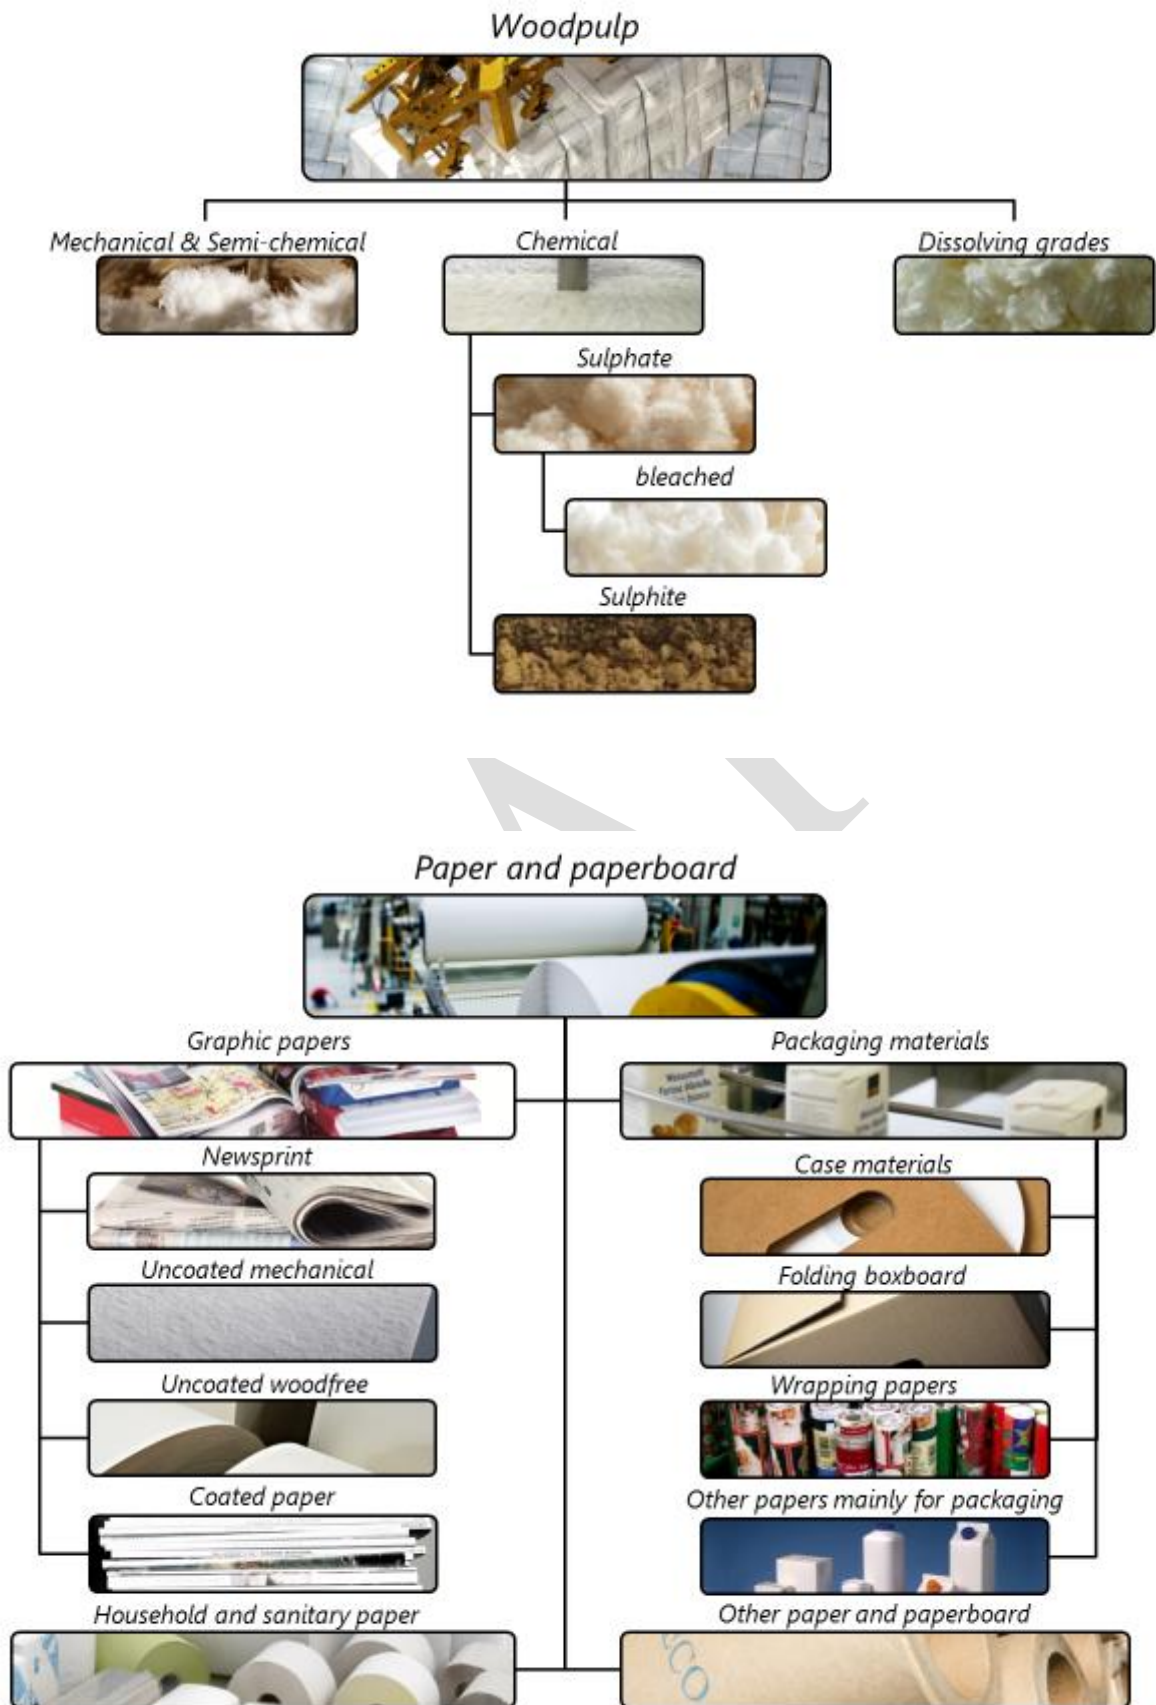 Woodpulp
Mechanical & Semi-chemical
Chemical
Dissolving grades
Sulphate
bleached
Sulphite
Paper and paperboard
Graphic papers
Packaging materials
Newsprint
Case materials
Uncoated mechanical
Folding boxboard
Uncoated woodfree
Wrapping papers
Coated paper
Other papers mainly for packaging
Household and sanitary paper
Other paper and paperboard
ECO